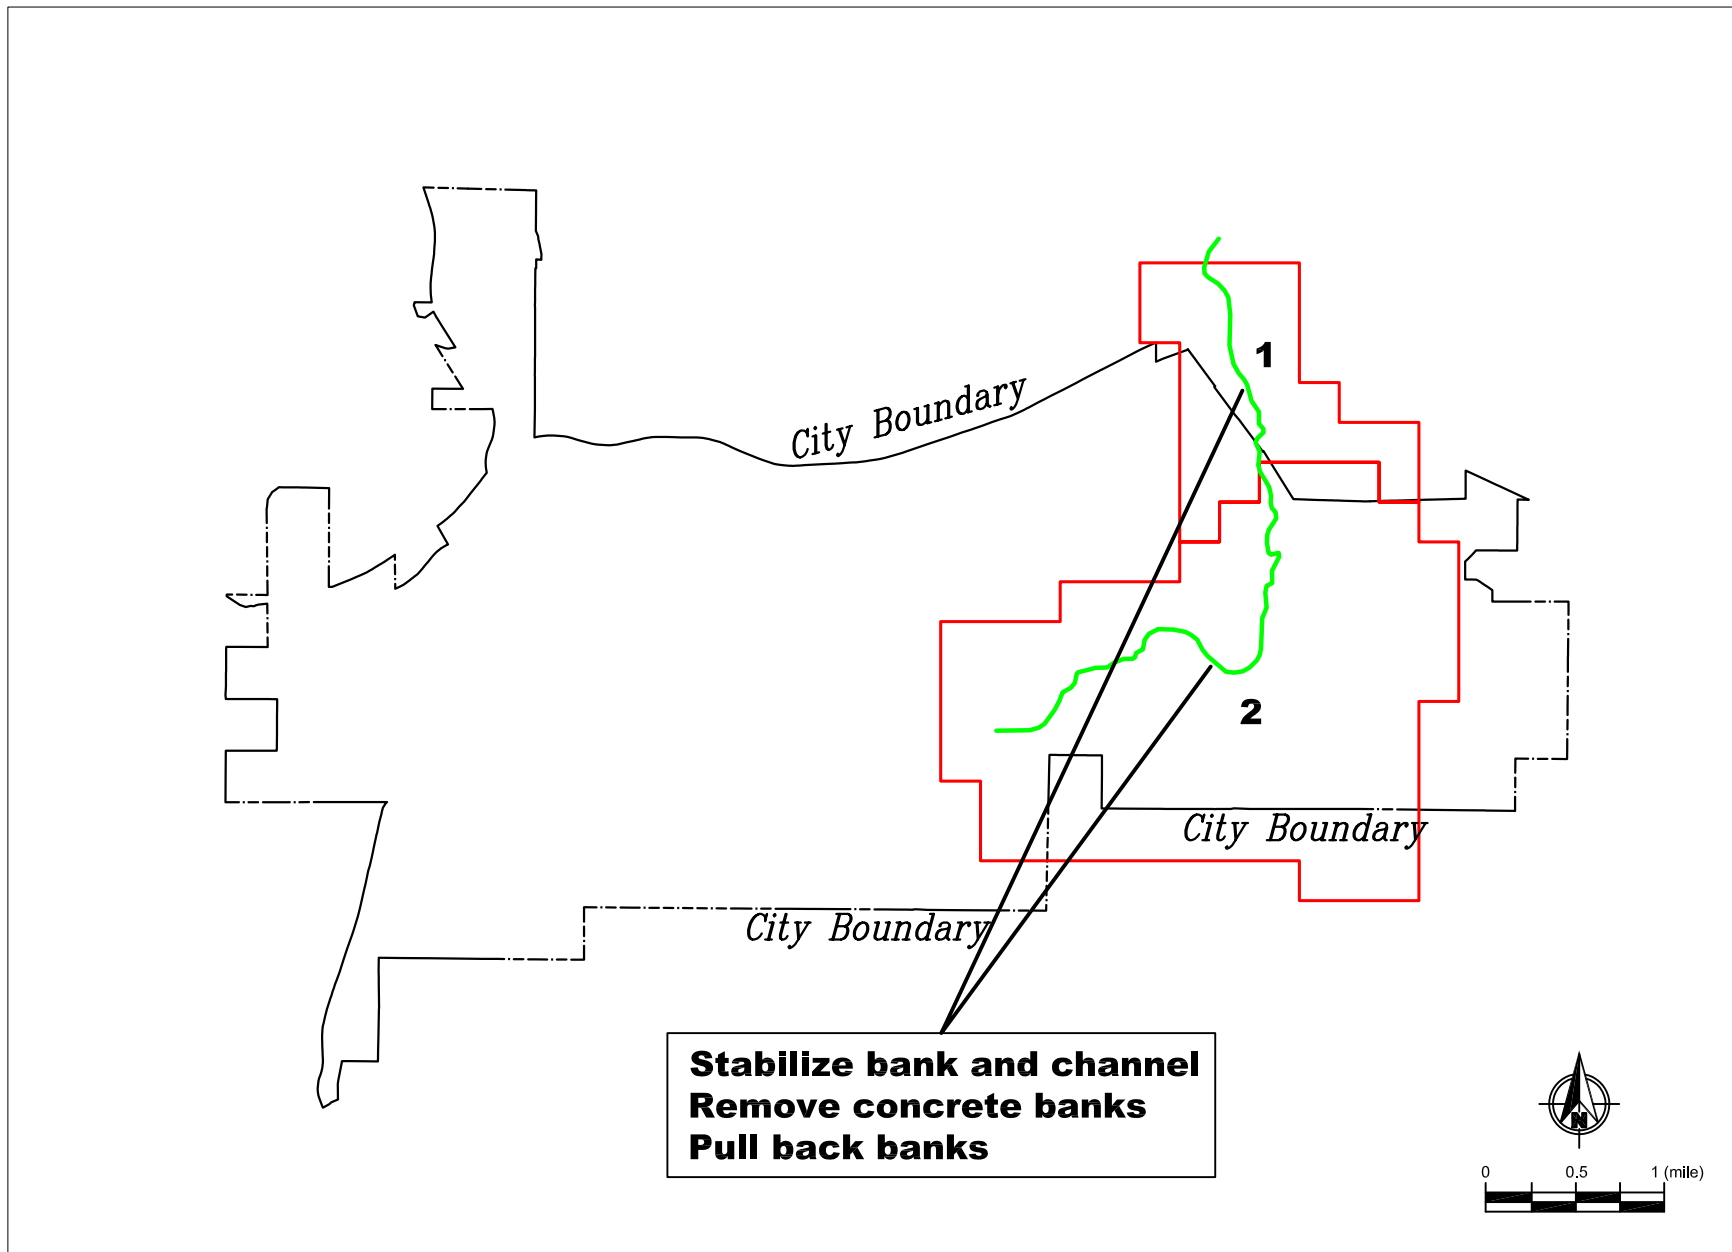 1
City Boundary
2
City Boundary
City Boundary
Stabilize bank and channel
Remove concrete banks
Pull back banks
N
0 0.5 1 (mile)